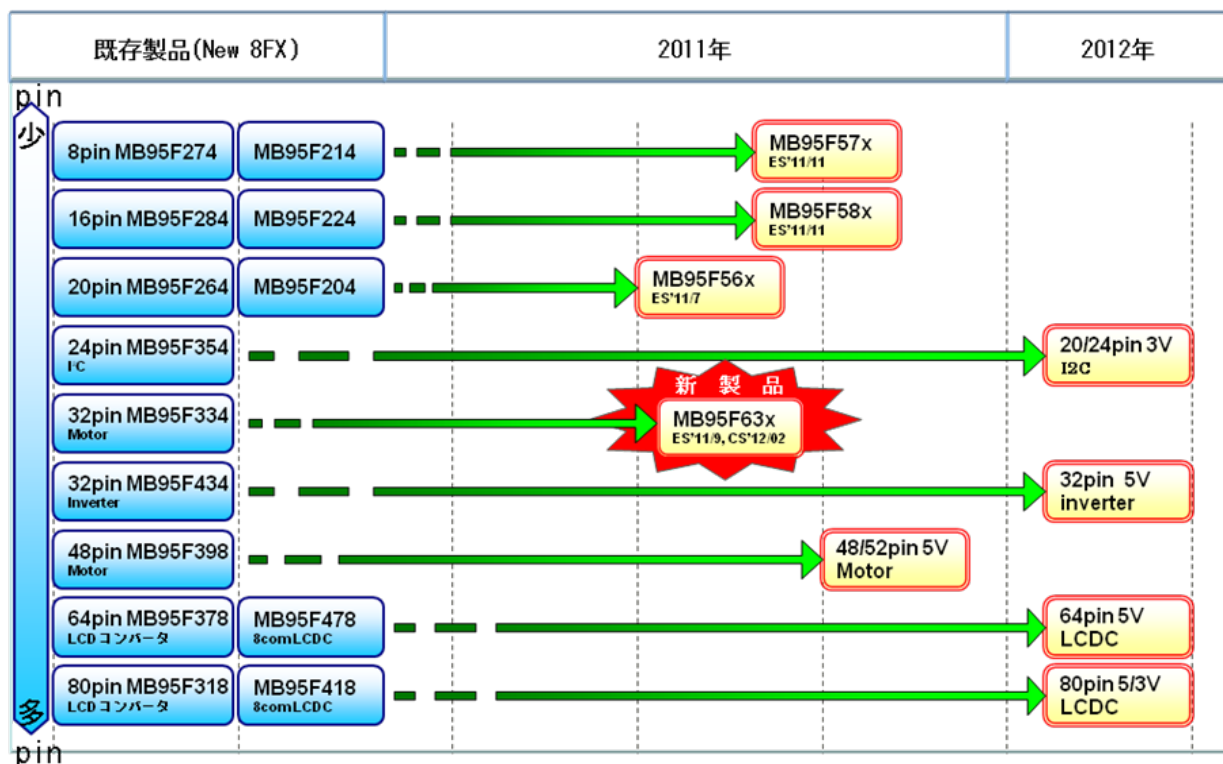 既存製品(New 8FX)
2011年
2012年
pin
少
8pin MB95F274
MB95F214
MB95F57x
ES'11/11
16pin MB95F284
MB95F224
MB95F58x
ES'11/11
20pin MB95F264
MB95F204
MB95F56x
ES'11/7
24pin MB95F354
I²C
20/24pin 3V
I2C
新 製 品
32pin MB95F334
Motor
MB95F63x
ES'11/9, CS'12/02
32pin MB95F434
Inverter
32pin 5V
inverter
48pin MB95F398
Motor
48/52pin 5V
Motor
64pin MB95F378
LCDコンバータ
MB95F478
8comLCDC
64pin 5V
LCDC
80pin MB95F318
LCDコンバータ
MB95F418
8comLCDC
80pin 5/3V
LCDC
多
pin